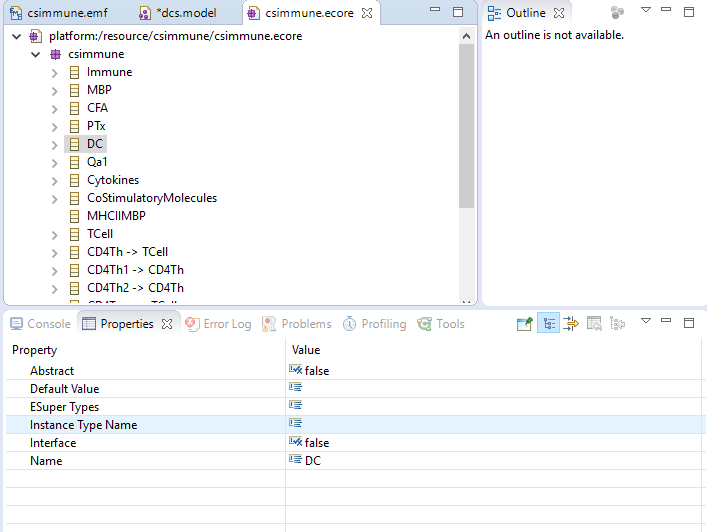 csimmune.emf *dcs.model csimmune.ecore
platform:/resource/csimmune/csimmune.ecore
csimmune
Immune
MBP
CFA
PTx
DC
Qa1
Cytokines
CoStimulatoryMolecules
MHCIIMBP
TCell
CD4Th -> TCell
CD4Th1 -> CD4Th
CD4Th2 -> CD4Th
Outline
An outline is not available.
Console Properties Error Log Problems Profiling Tools
Property Value
Abstract false
Default Value
ESuper Types
Instance Type Name
Interface false
Name DC